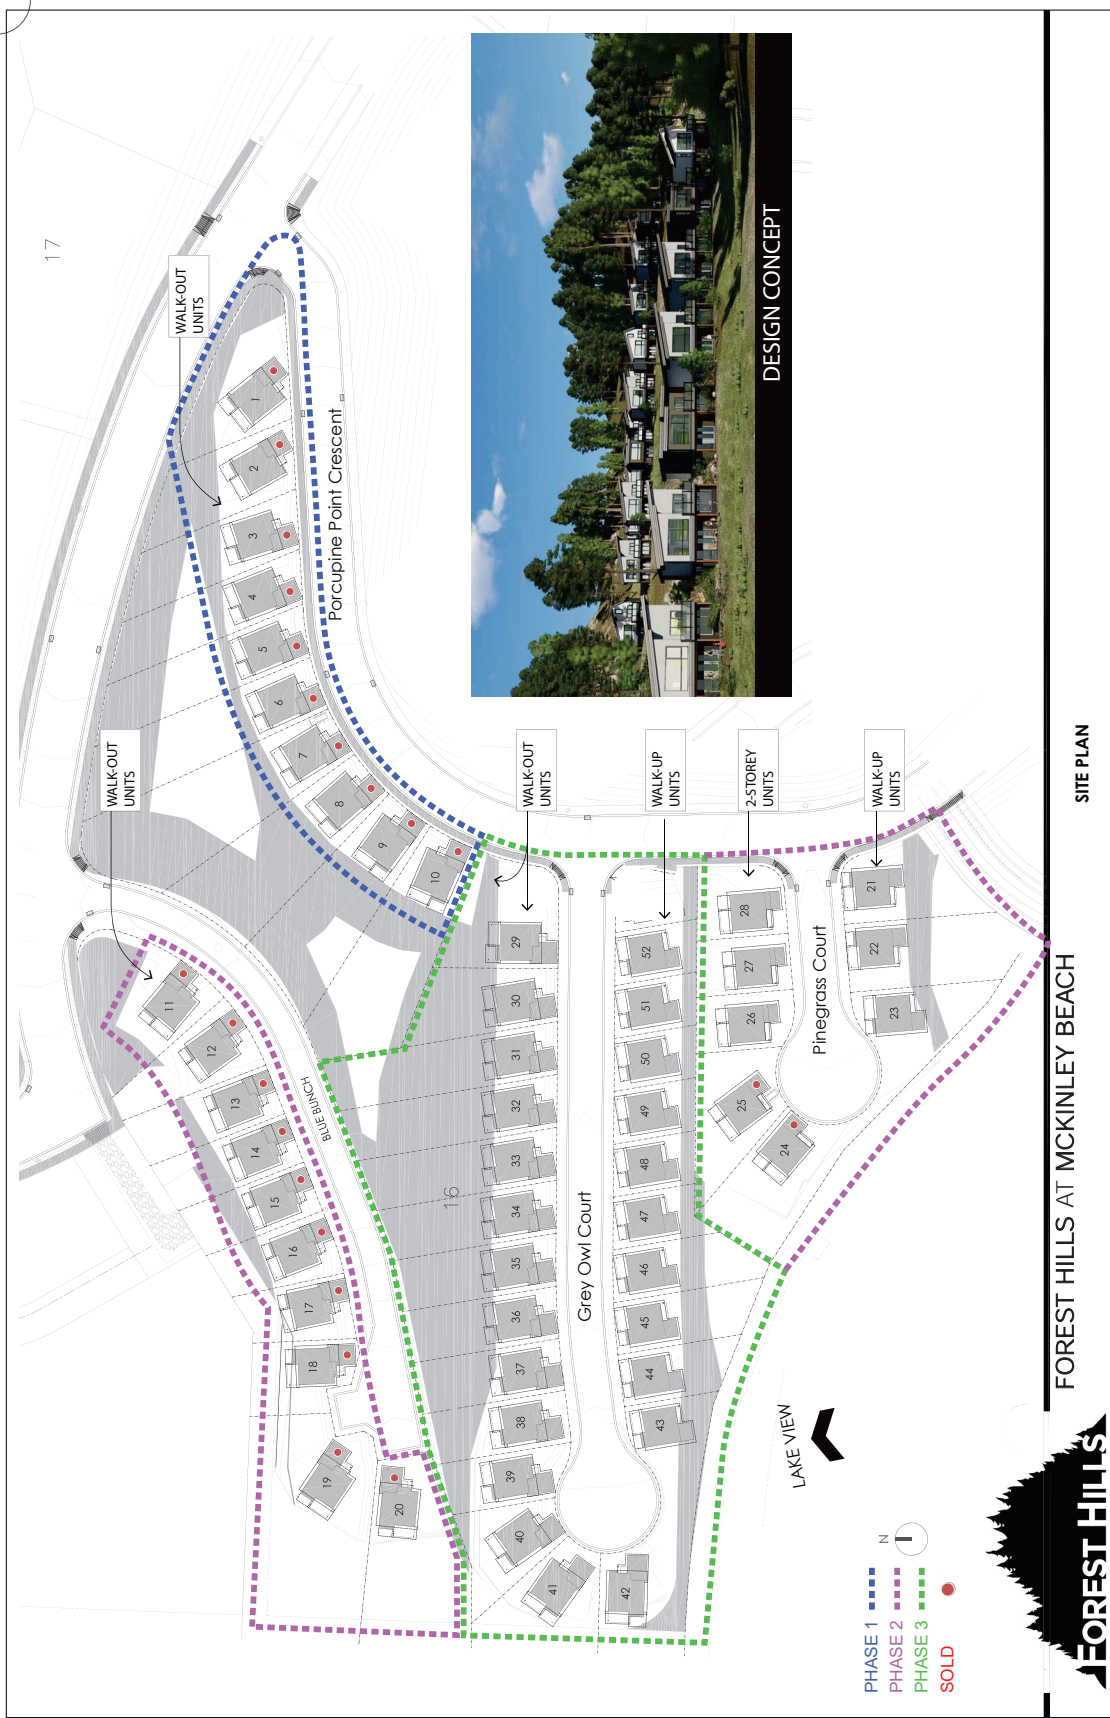 17
WALK-OUT
UNITS
1
2
3
4
5
6
7
8
9
10
Porcupine Point Crescent
WALK-OUT
UNITS
11
12
13
14
15
16
17
18
19
20
BLUE BUNCH
16
WALK-OUT
UNITS
29
30
31
32
33
34
35
36
37
38
39
40
41
42
Grey Owl Court
WALK-UP
UNITS
52
51
50
49
48
47
46
45
44
43
2-STOREY
UNITS
28
27
26
25
24
Pinegrass Court
WALK-UP
UNITS
21
22
23
DESIGN CONCEPT
LAKE VIEW
N
PHASE 1
PHASE 2
PHASE 3
SOLD
FOREST HILLS
FOREST HILLS AT MCKINLEY BEACH
SITE PLAN